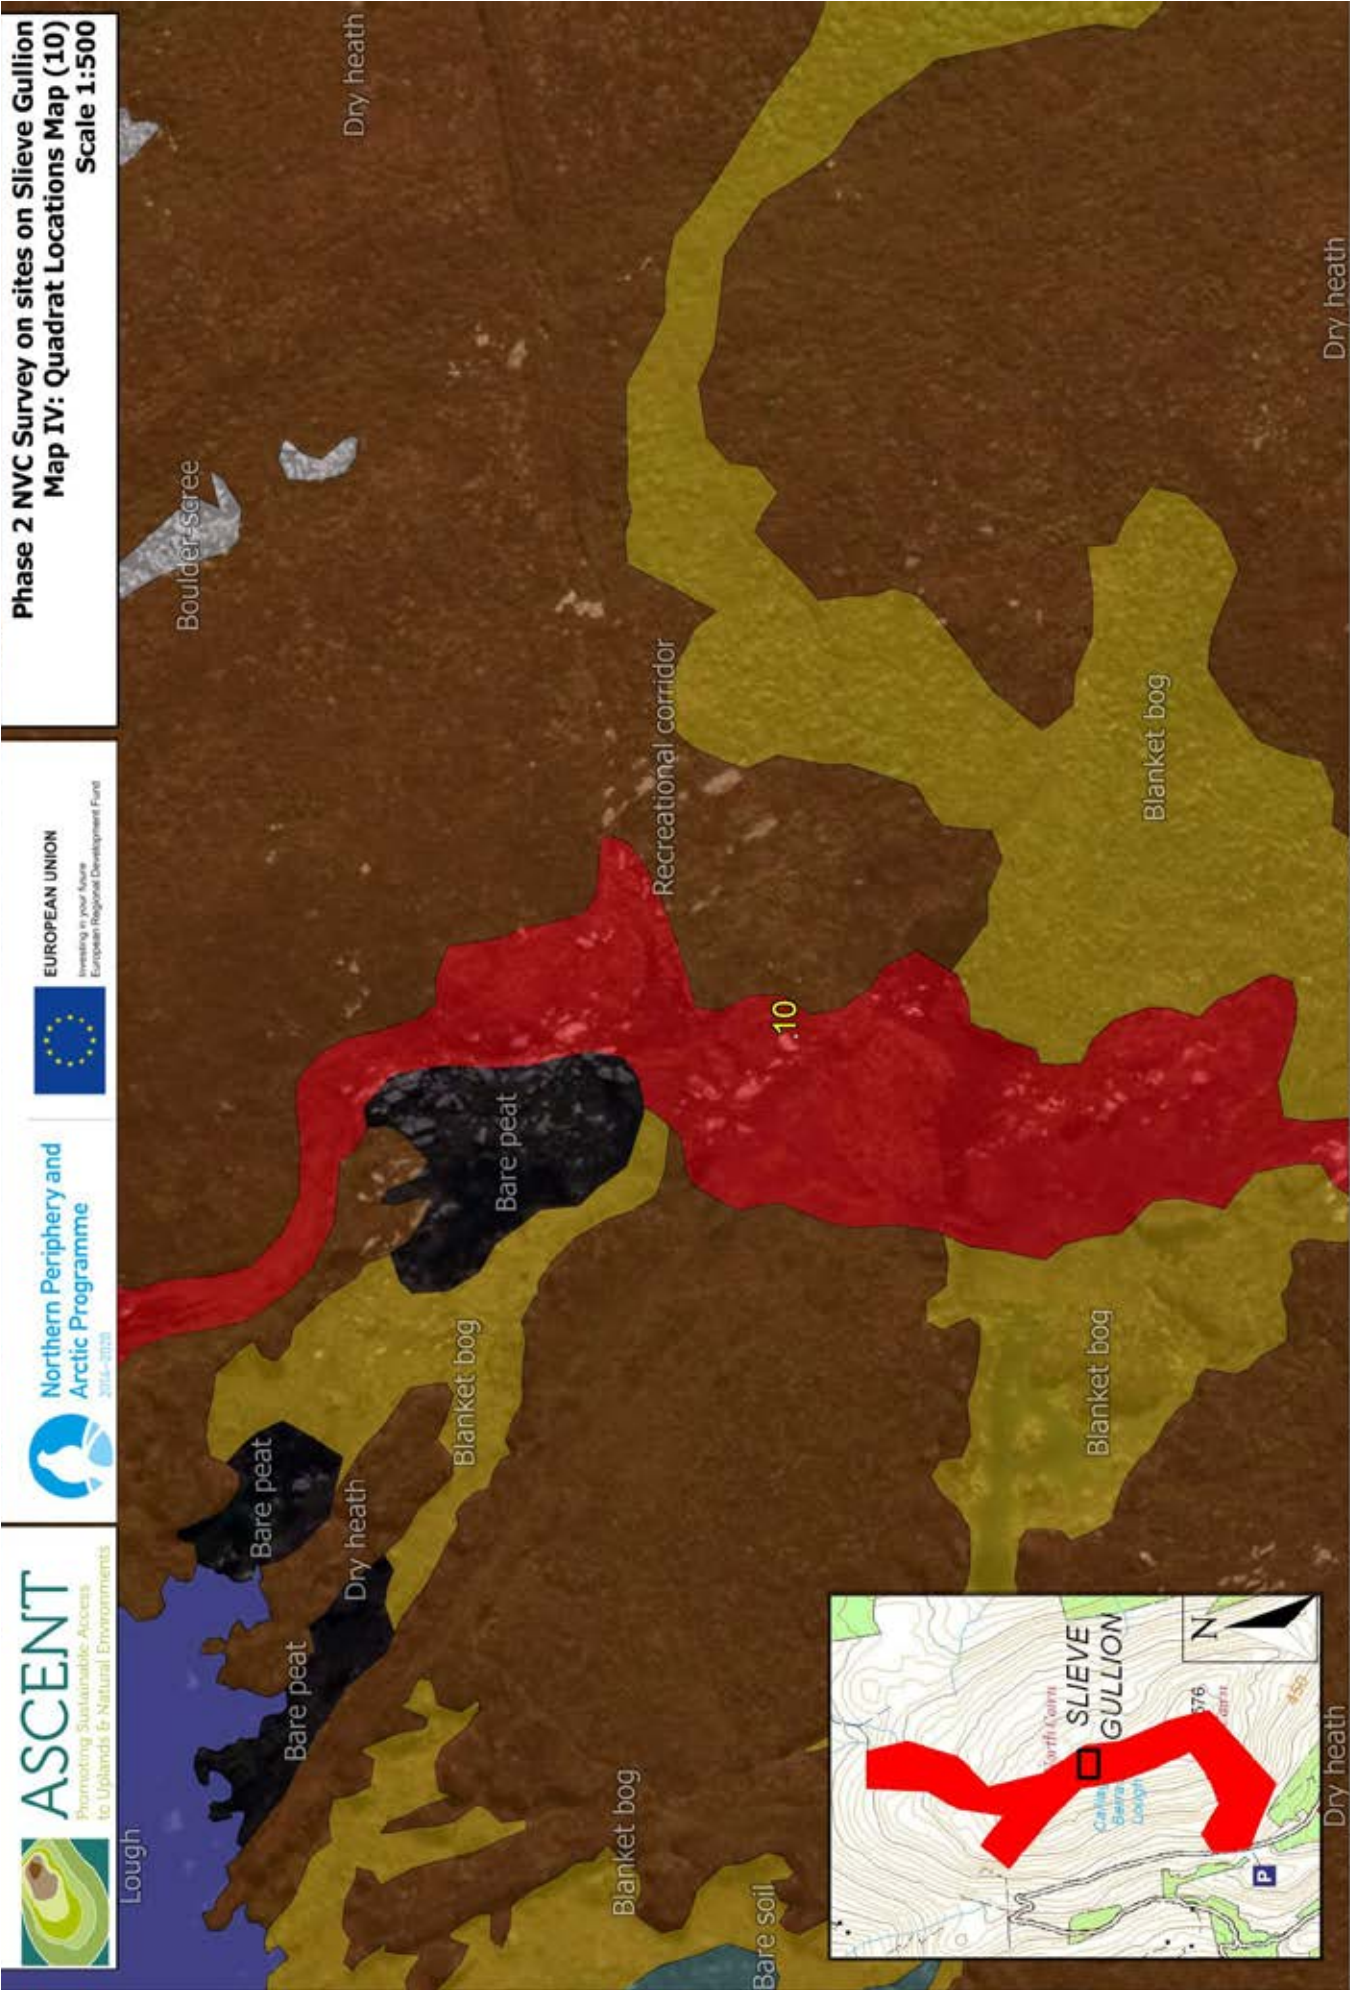 ASCENT
Promoting Sustainable Access
to Uplands & Natural Environments
Northern Periphery and
Arctic Programme
2014–2020
EUROPEAN UNION
Investing in your future
European Regional Development Fund
Phase 2 NVC Survey on sites on Slieve Gullion
Map IV: Quadrat Locations Map (10)
Scale 1:500
Lough
Bare peat
Bare peat
Dry heath
Blanket bog
Bare peat
Boulder-scree
Dry heath
Recreational corridor
10
Blanket bog
Bare soil
Blanket bog
Blanket bog
Dry heath
Dry heath
SLIEVE
GULLION
Lough
576
450
N
P